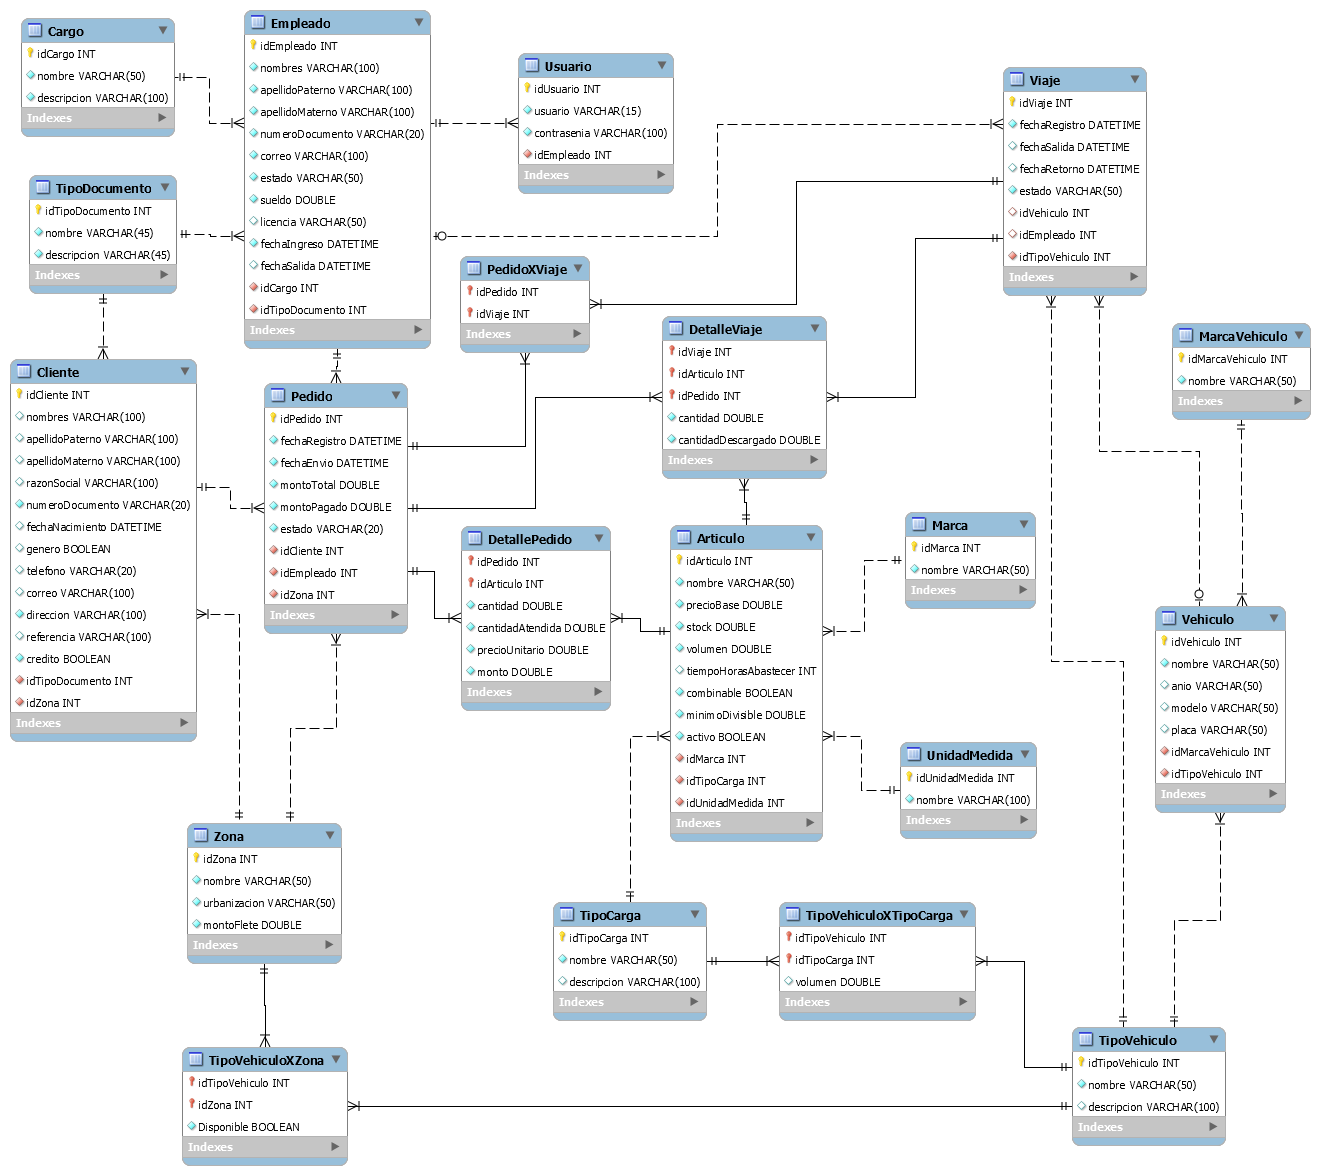 Cargo
idCargo INT
nombre VARCHAR(50)
descripcion VARCHAR(100)
Indexes
Empleado
idEmpleado INT
nombres VARCHAR(100)
apellidoPaterno VARCHAR(100)
apellidoMaterno VARCHAR(100)
numeroDocumento VARCHAR(20)
correo VARCHAR(100)
estado VARCHAR(50)
sueldo DOUBLE
licencia VARCHAR(50)
fechaIngreso DATETIME
fechaSalida DATETIME
idCargo INT
idTipoDocumento INT
Indexes
Usuario
idUsuario INT
usuario VARCHAR(15)
contrasenia VARCHAR(100)
idEmpleado INT
Indexes
Viaje
idViaje INT
fechaRegistro DATETIME
fechaSalida DATETIME
fechaRetorno DATETIME
estado VARCHAR(50)
idVehiculo INT
idEmpleado INT
idTipoVehiculo INT
Indexes
TipoDocumento
idTipoDocumento INT
nombre VARCHAR(45)
descripcion VARCHAR(45)
Indexes
PedidoXViaje
idPedido INT
idViaje INT
Indexes
DetalleViaje
idViaje INT
idArticulo INT
idPedido INT
cantidad DOUBLE
cantidadDescargado DOUBLE
Indexes
MarcaVehiculo
idMarcaVehiculo INT
nombre VARCHAR(50)
Indexes
Cliente
idCliente INT
nombres VARCHAR(100)
apellidoPaterno VARCHAR(100)
apellidoMaterno VARCHAR(100)
razonSocial VARCHAR(100)
numeroDocumento VARCHAR(20)
fechaNacimiento DATETIME
genero BOOLEAN
telefono VARCHAR(20)
correo VARCHAR(100)
direccion VARCHAR(100)
referencia VARCHAR(100)
credito BOOLEAN
idTipoDocumento INT
idZona INT
Indexes
Pedido
idPedido INT
fechaRegistro DATETIME
fechaEnvio DATETIME
montoTotal DOUBLE
montoPagado DOUBLE
estado VARCHAR(20)
idCliente INT
idEmpleado INT
idZona INT
Indexes
DetallePedido
idPedido INT
idArticulo INT
cantidad DOUBLE
cantidadAtendida DOUBLE
precioUnitario DOUBLE
monto DOUBLE
Indexes
Articulo
idArticulo INT
nombre VARCHAR(50)
precioBase DOUBLE
stock DOUBLE
volumen DOUBLE
tiempoHorasAbastecer INT
combinable BOOLEAN
minimoDivisible DOUBLE
activo BOOLEAN
idMarca INT
idTipoCarga INT
idUnidadMedida INT
Indexes
Marca
idMarca INT
nombre VARCHAR(50)
Indexes
Vehiculo
idVehiculo INT
nombre VARCHAR(50)
anio VARCHAR(50)
modelo VARCHAR(50)
placa VARCHAR(50)
idMarcaVehiculo INT
idTipoVehiculo INT
Indexes
UnidadMedida
idUnidadMedida INT
nombre VARCHAR(100)
Indexes
Zona
idZona INT
nombre VARCHAR(50)
urbanizacion VARCHAR(50)
montoFlete DOUBLE
Indexes
TipoCarga
idTipoCarga INT
nombre VARCHAR(50)
descripcion VARCHAR(100)
Indexes
TipoVehiculoXTipoCarga
idTipoVehiculo INT
idTipoCarga INT
volumen DOUBLE
Indexes
TipoVehiculoXZona
idTipoVehiculo INT
idZona INT
Disponible BOOLEAN
Indexes
TipoVehiculo
idTipoVehiculo INT
nombre VARCHAR(50)
descripcion VARCHAR(100)
Indexes